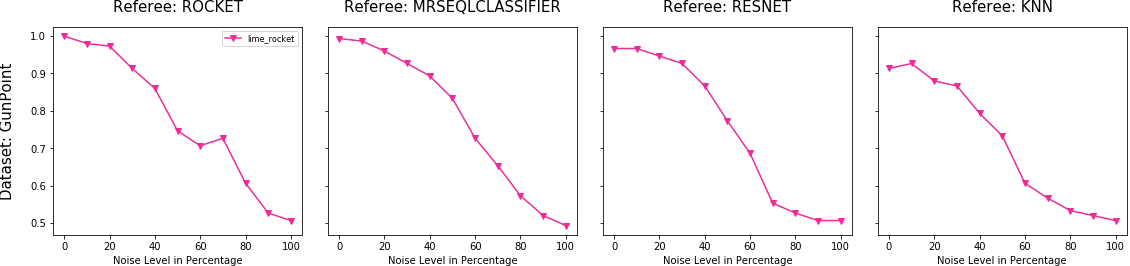 Referee: ROCKET
Referee: MRSEQLCLASSIFIER
Referee: RESNET
Referee: KNN
Dataset: GunPoint
1.0
0.9
0.8
0.7
0.6
0.5
lime_rocket
0 20 40 60 80 100
0 20 40 60 80 100
0 20 40 60 80 100
0 20 40 60 80 100
Noise Level in Percentage
Noise Level in Percentage
Noise Level in Percentage
Noise Level in Percentage